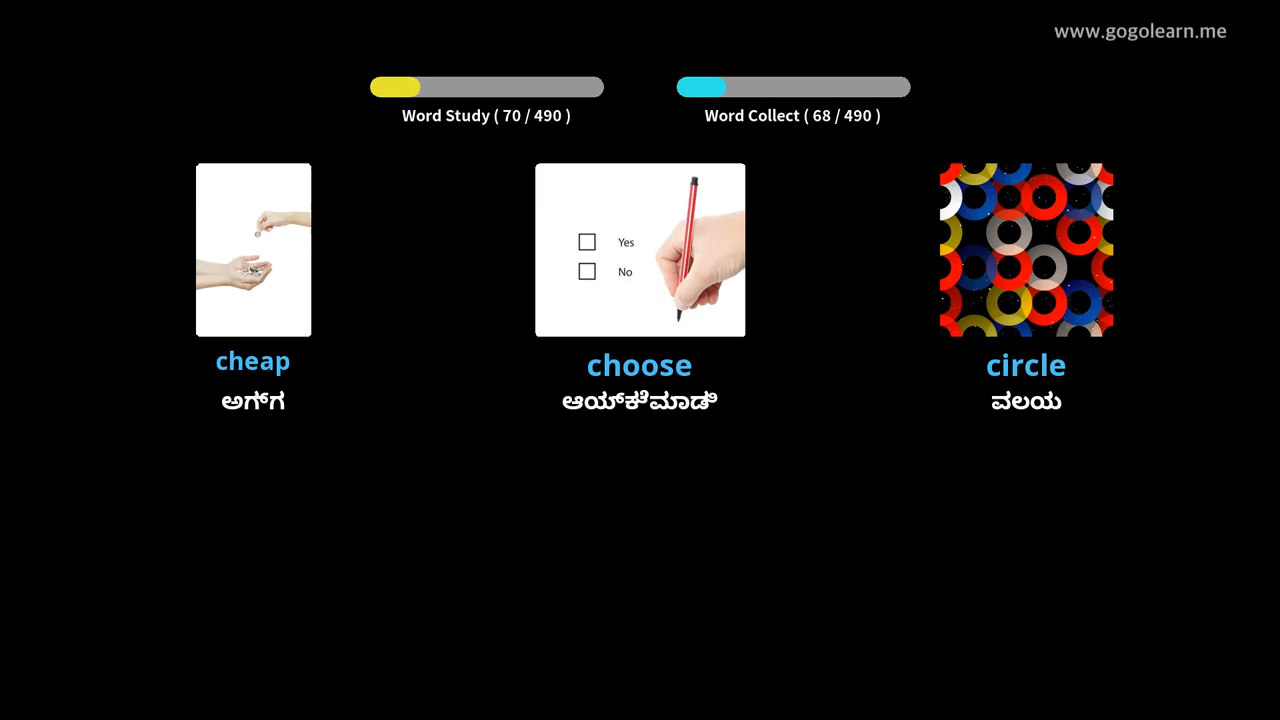 www.gogolearn.me
Word Study ( 70 / 490 )
Word Collect ( 68 / 490 )
Yes
No
cheap
choose
circle
ಅಗ್ಗ
ಆಯ್ಕೆಮಾಡಿ
ವಲಯ